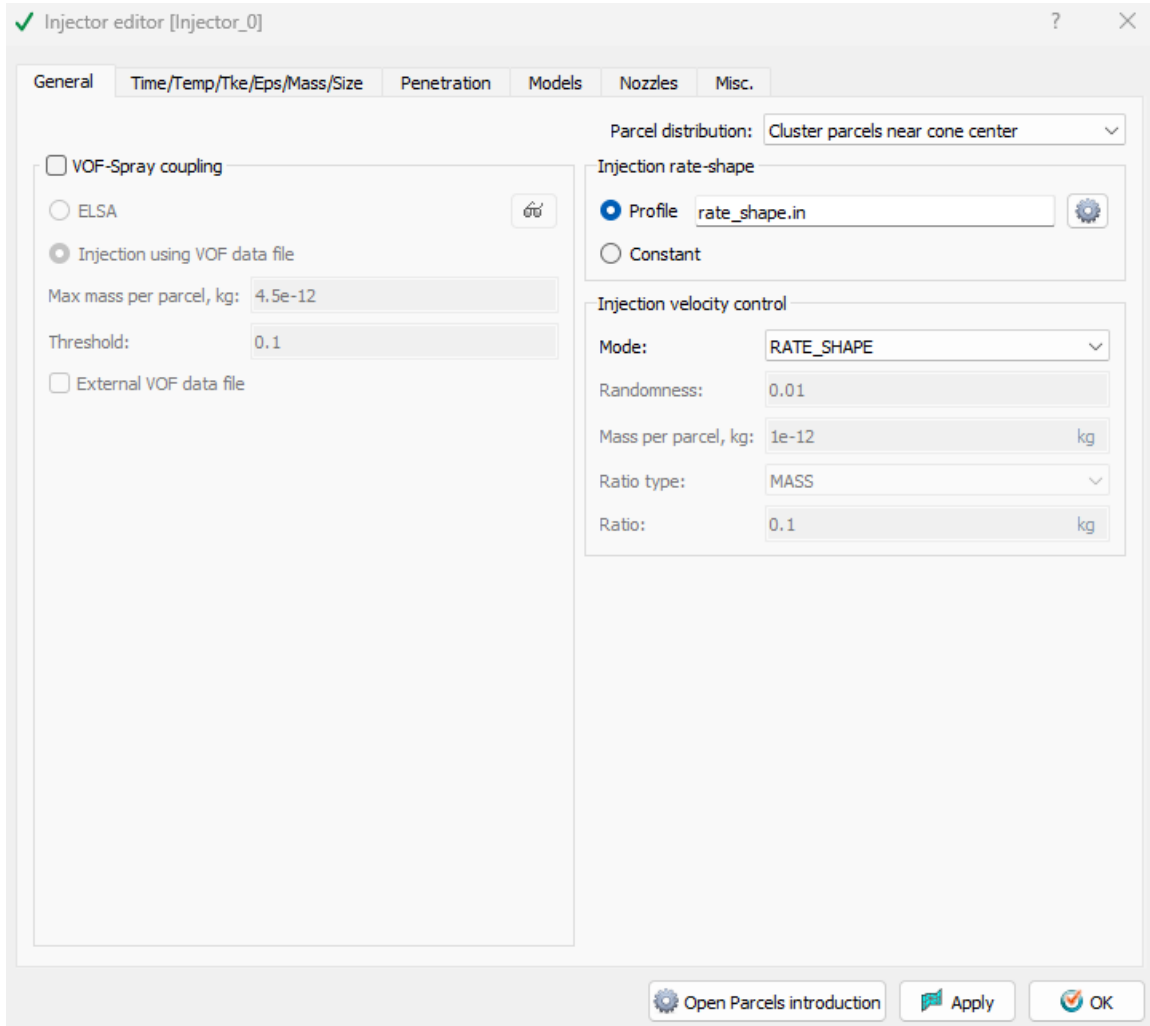 Injector editor [Injector_0] ?
General Time/Temp/Tke/Eps/Mass/Size Penetration Models Nozzles Misc.
Parcel distribution: Cluster parcels near cone center
VOF-Spray coupling
ELSA
Injection using VOF data file
Max mass per parcel, kg: 4.5e-12
Threshold: 0.1
External VOF data file
Injection rate-shape
Profile rate_shape.in
Constant
Injection velocity control
Mode: RATE_SHAPE
Randomness: 0.01
Mass per parcel, kg: 1e-12 kg
Ratio type: MASS
Ratio: 0.1 kg
Open Parcels introduction Apply OK